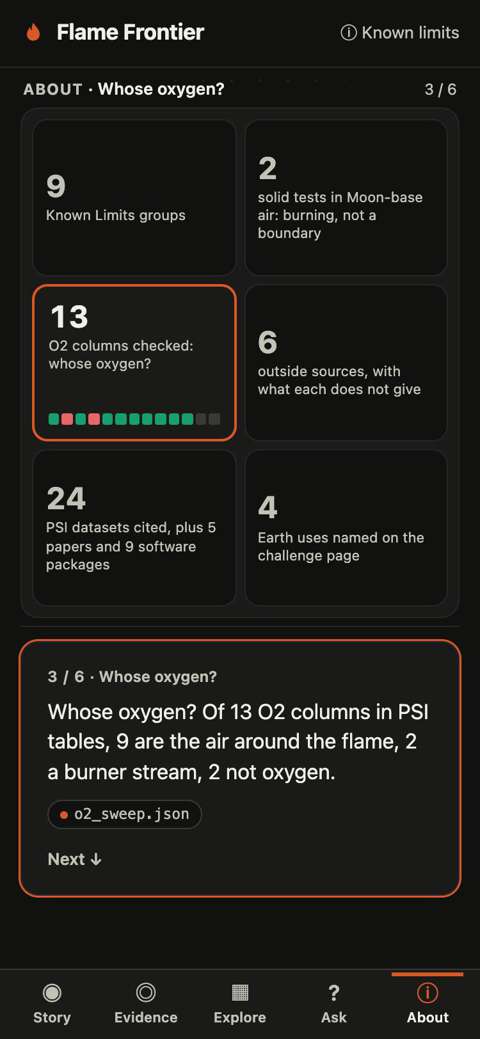 Flame Frontier
ⓘ Known limits
ABOUT · Whose oxygen?
3 / 6
9
Known Limits groups
2
solid tests in Moon-base
air: burning, not a
boundary
13
O2 columns checked:
whose oxygen?
6
outside sources, with
what each does not give
24
PSI datasets cited, plus 5
papers and 9 software
packages
4
Earth uses named on the
challenge page
3 / 6 · Whose oxygen?
Whose oxygen? Of 13 O2 columns in PSI
tables, 9 are the air around the flame, 2
a burner stream, 2 not oxygen.
o2_sweep.json
Next ↓
Story
Evidence
Explore
? Ask
ⓘ About